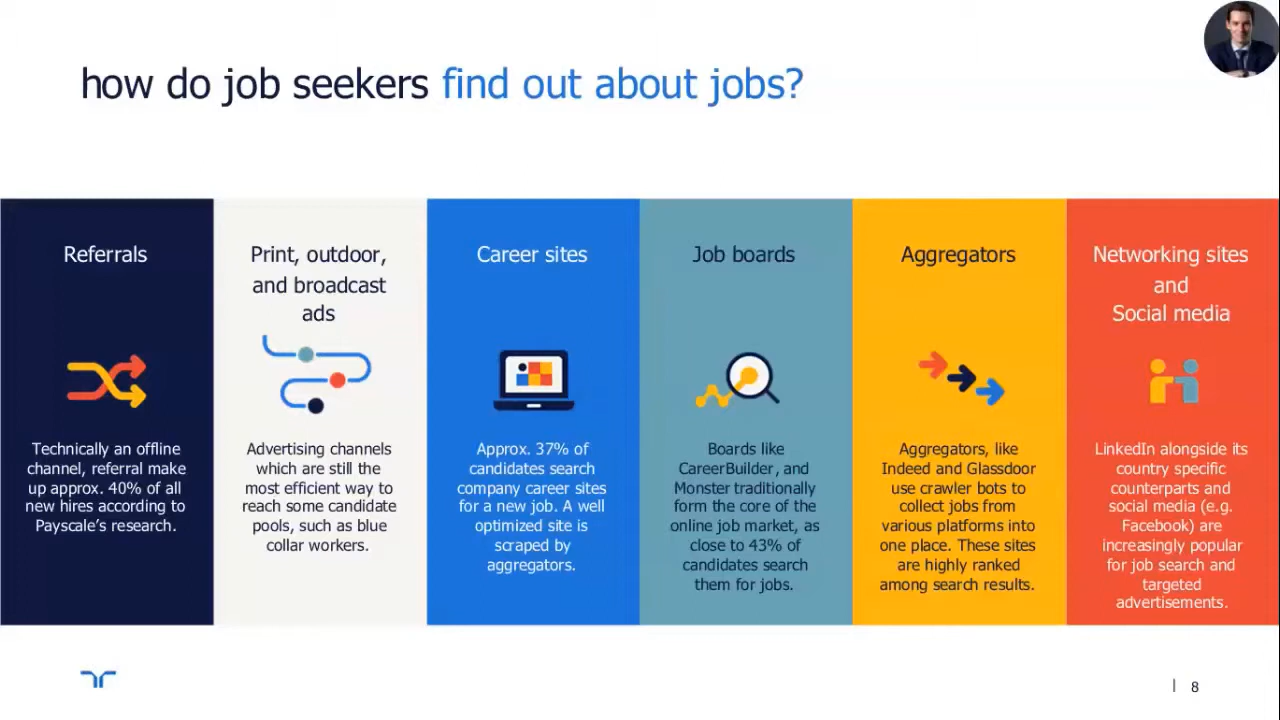 how do job seekers find out about jobs?
Referrals
Technically an offline
channel, referral make
up approx. 40% of all
new hires according to
Payscale's research.
Print, outdoor,
and broadcast
ads
Advertising channels
which are still the
most efficient way to
reach some candidate
pools, such as blue
collar workers.
Career sites
Approx. 37% of
candidates search
company career sites
for a new job. A well
optimized site is
scraped by
aggregators.
Job boards
Boards like
CareerBuilder, and
Monster traditionally
form the core of the
online job market, as
close to 43% of
candidates search
them for jobs.
Aggregators
Aggregators, like
Indeed and Glassdoor
use crawler bots to
collect jobs from
various platforms into
one place. These sites
are highly ranked
among search results.
Networking sites
and
Social media
LinkedIn alongside its
country specific
counterparts and
social media (e.g.
Facebook) are
increasingly popular
for job search and
targeted
advertisements.
| 8